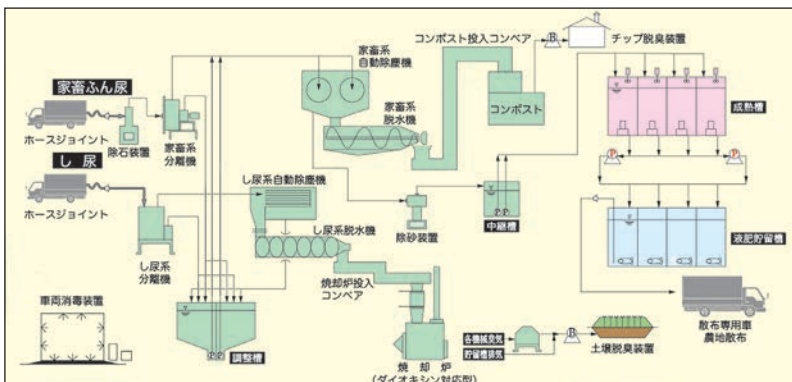 家畜ふん尿
ホースジョイント
除石装置
家畜系
分離機
し 尿
ホースジョイント
し尿系
分離機
車両消毒装置
調整槽
P P
家畜系
自動除塵機
家畜系
脱水機
し尿系自動除塵機
し尿系脱水機
焼却炉投入
コンベア
焼 却 炉
(ダイオキシン対応型)
コンポスト投入コンベア
コンポスト
B
チップ脱臭装置
除砂装置
中継槽
P P
成熟槽
P
P
液肥貯留槽
散布専用車
農地散布
各機械臭気
貯留槽排気
B
土壌脱臭装置